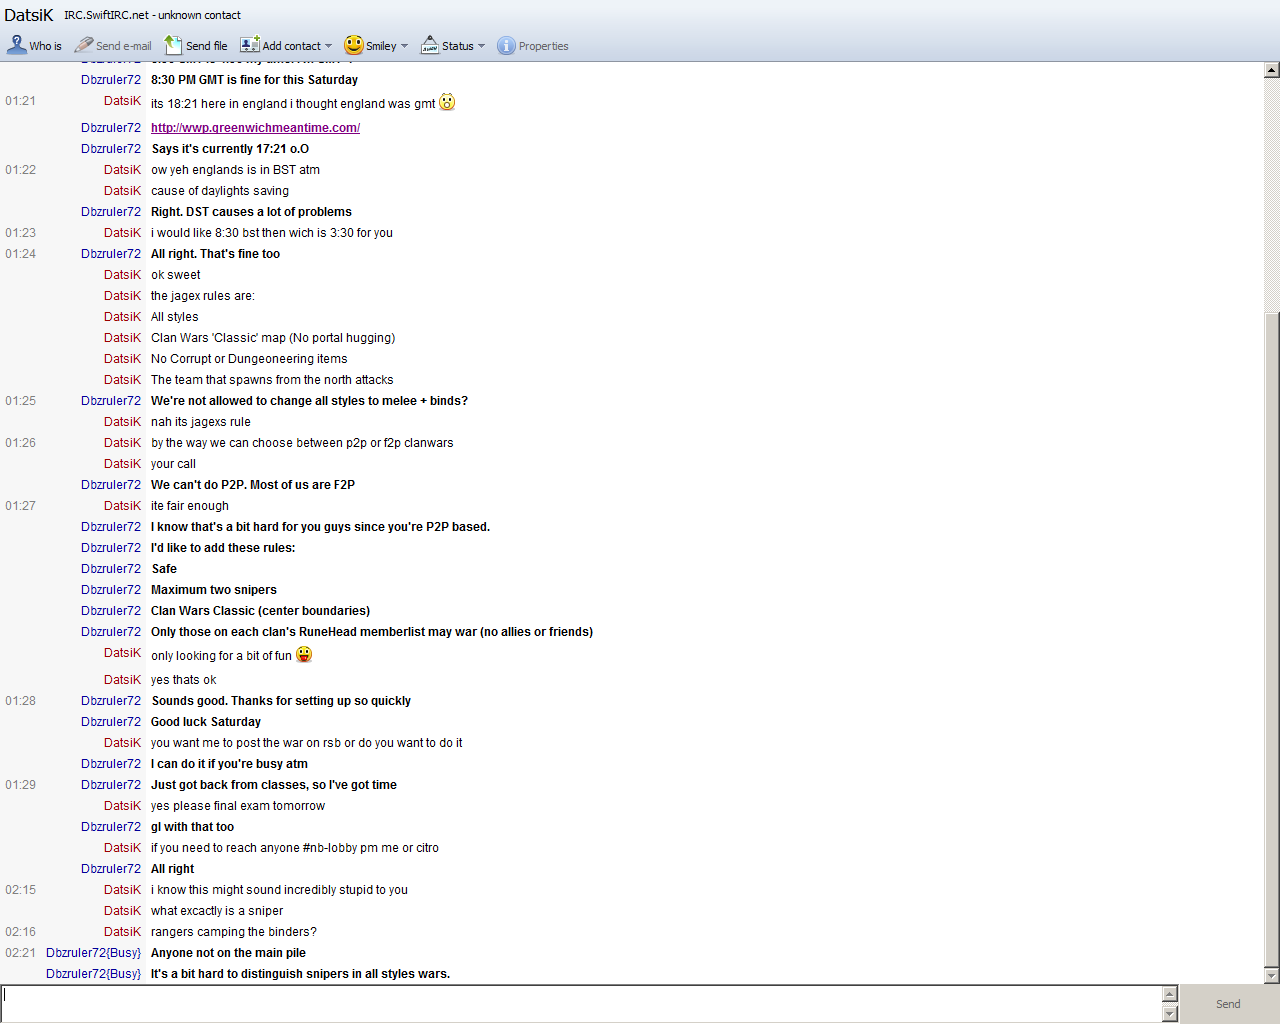 DatsiK IRC.SwiftIRC.net - unknown contact
Who is Send e-mail Send file Add contact Smiley Status Properties
Dbzruler72 8:30 PM GMT is fine for this Saturday
01:21 DatsiK its 18:21 here in england i thought england was gmt
Dbzruler72 http://wwp.greenwichmeantime.com/
Dbzruler72 Says it's currently 17:21 o.O
01:22 DatsiK ow yeh englands is in BST atm
DatsiK cause of daylights saving
Dbzruler72 Right. DST causes a lot of problems
01:23 DatsiK i would like 8:30 bst then wich is 3:30 for you
01:24 Dbzruler72 All right. That's fine too
DatsiK ok sweet
DatsiK the jagex rules are:
DatsiK All styles
DatsiK Clan Wars 'Classic' map (No portal hugging)
DatsiK No Corrupt or Dungeoneering items
DatsiK The team that spawns from the north attacks
01:25 Dbzruler72 We're not allowed to change all styles to melee + binds?
DatsiK nah its jagexs rule
01:26 DatsiK by the way we can choose between p2p or f2p clanwars
DatsiK your call
Dbzruler72 We can't do P2P. Most of us are F2P
01:27 DatsiK ite fair enough
Dbzruler72 I know that's a bit hard for you guys since you're P2P based.
Dbzruler72 I'd like to add these rules:
Dbzruler72 Safe
Dbzruler72 Maximum two snipers
Dbzruler72 Clan Wars Classic (center boundaries)
Dbzruler72 Only those on each clan's RuneHead memberlist may war (no allies or friends)
DatsiK only looking for a bit of fun
DatsiK yes thats ok
01:28 Dbzruler72 Sounds good. Thanks for setting up so quickly
Dbzruler72 Good luck Saturday
DatsiK you want me to post the war on rsb or do you want to do it
Dbzruler72 I can do it if you're busy atm
01:29 Dbzruler72 Just got back from classes, so I've got time
DatsiK yes please final exam tomorrow
Dbzruler72 gl with that too
DatsiK if you need to reach anyone #nb-lobby pm me or citro
Dbzruler72 All right
02:15 DatsiK i know this might sound incredibly stupid to you
DatsiK what excactly is a sniper
02:16 DatsiK rangers camping the binders?
02:21 Dbzruler72{Busy} Anyone not on the main pile
Dbzruler72{Busy} It's a bit hard to distinguish snipers in all styles wars.
Send